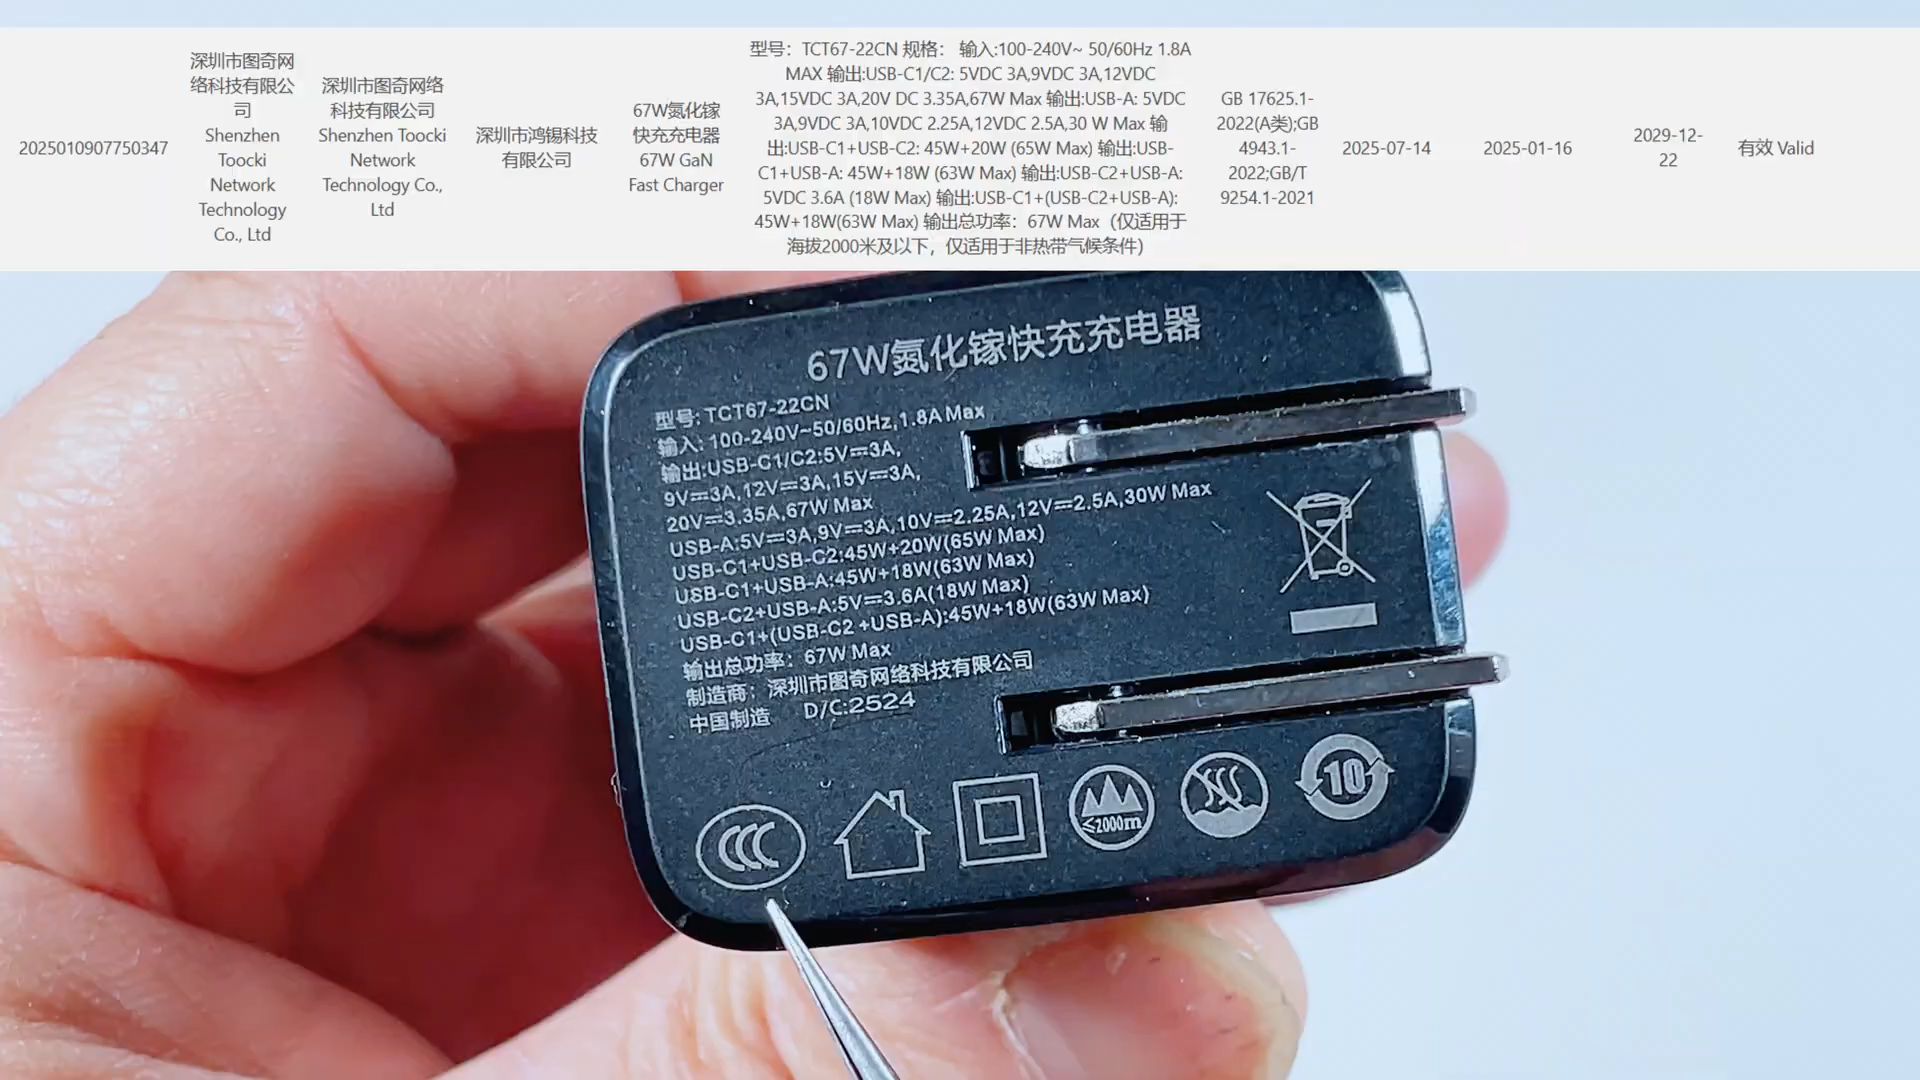 2025010907750347
深圳市图奇网
络科技有限公
司
Shenzhen
Toocki
Network
Technology
Co., Ltd
深圳市图奇网络
科技有限公司
Shenzhen Toocki
Network
Technology Co.,
Ltd
深圳市鸿锡科技
有限公司
67W氮化镓
快充充电器
67W GaN
Fast Charger
型号：TCT67-22CN 规格： 输入:100-240V~ 50/60Hz 1.8A
MAX 输出:USB-C1/C2: 5VDC 3A,9VDC 3A,12VDC
3A,15VDC 3A,20V DC 3.35A,67W Max 输出:USB-A: 5VDC
3A,9VDC 3A,10VDC 2.25A,12VDC 2.5A,30 W Max 输
出:USB-C1+USB-C2: 45W+20W (65W Max) 输出:USB-
C1+USB-A: 45W+18W (63W Max) 输出:USB-C2+USB-A:
5VDC 3.6A (18W Max) 输出:USB-C1+(USB-C2+USB-A):
45W+18W(63W Max) 输出总功率：67W Max（仅适用于
海拔2000米及以下，仅适用于非热带气候条件）
GB 17625.1-
2022(A类);GB
4943.1-
2022;GB/T
9254.1-2021
2025-07-14
2025-01-16
2029-12-
22
有效 Valid
67W氮化镓快充充电器
型号: TCT67-22CN
输入: 100-240V~50/60Hz,1.8A Max
输出:USB-C1/C2:5V⎓3A,
9V⎓3A,12V⎓3A,15V⎓3A,
20V⎓3.35A,67W Max
USB-A:5V⎓3A,9V⎓3A,10V⎓2.25A,12V⎓2.5A,30W Max
USB-C1+USB-C2:45W+20W(65W Max)
USB-C1+USB-A:45W+18W(63W Max)
USB-C2+USB-A:5V⎓3.6A(18W Max)
USB-C1+(USB-C2 +USB-A):45W+18W(63W Max)
输出总功率：67W Max
制造商：深圳市图奇网络科技有限公司
中国制造 D/C:2524
CCC
≤2000m
10